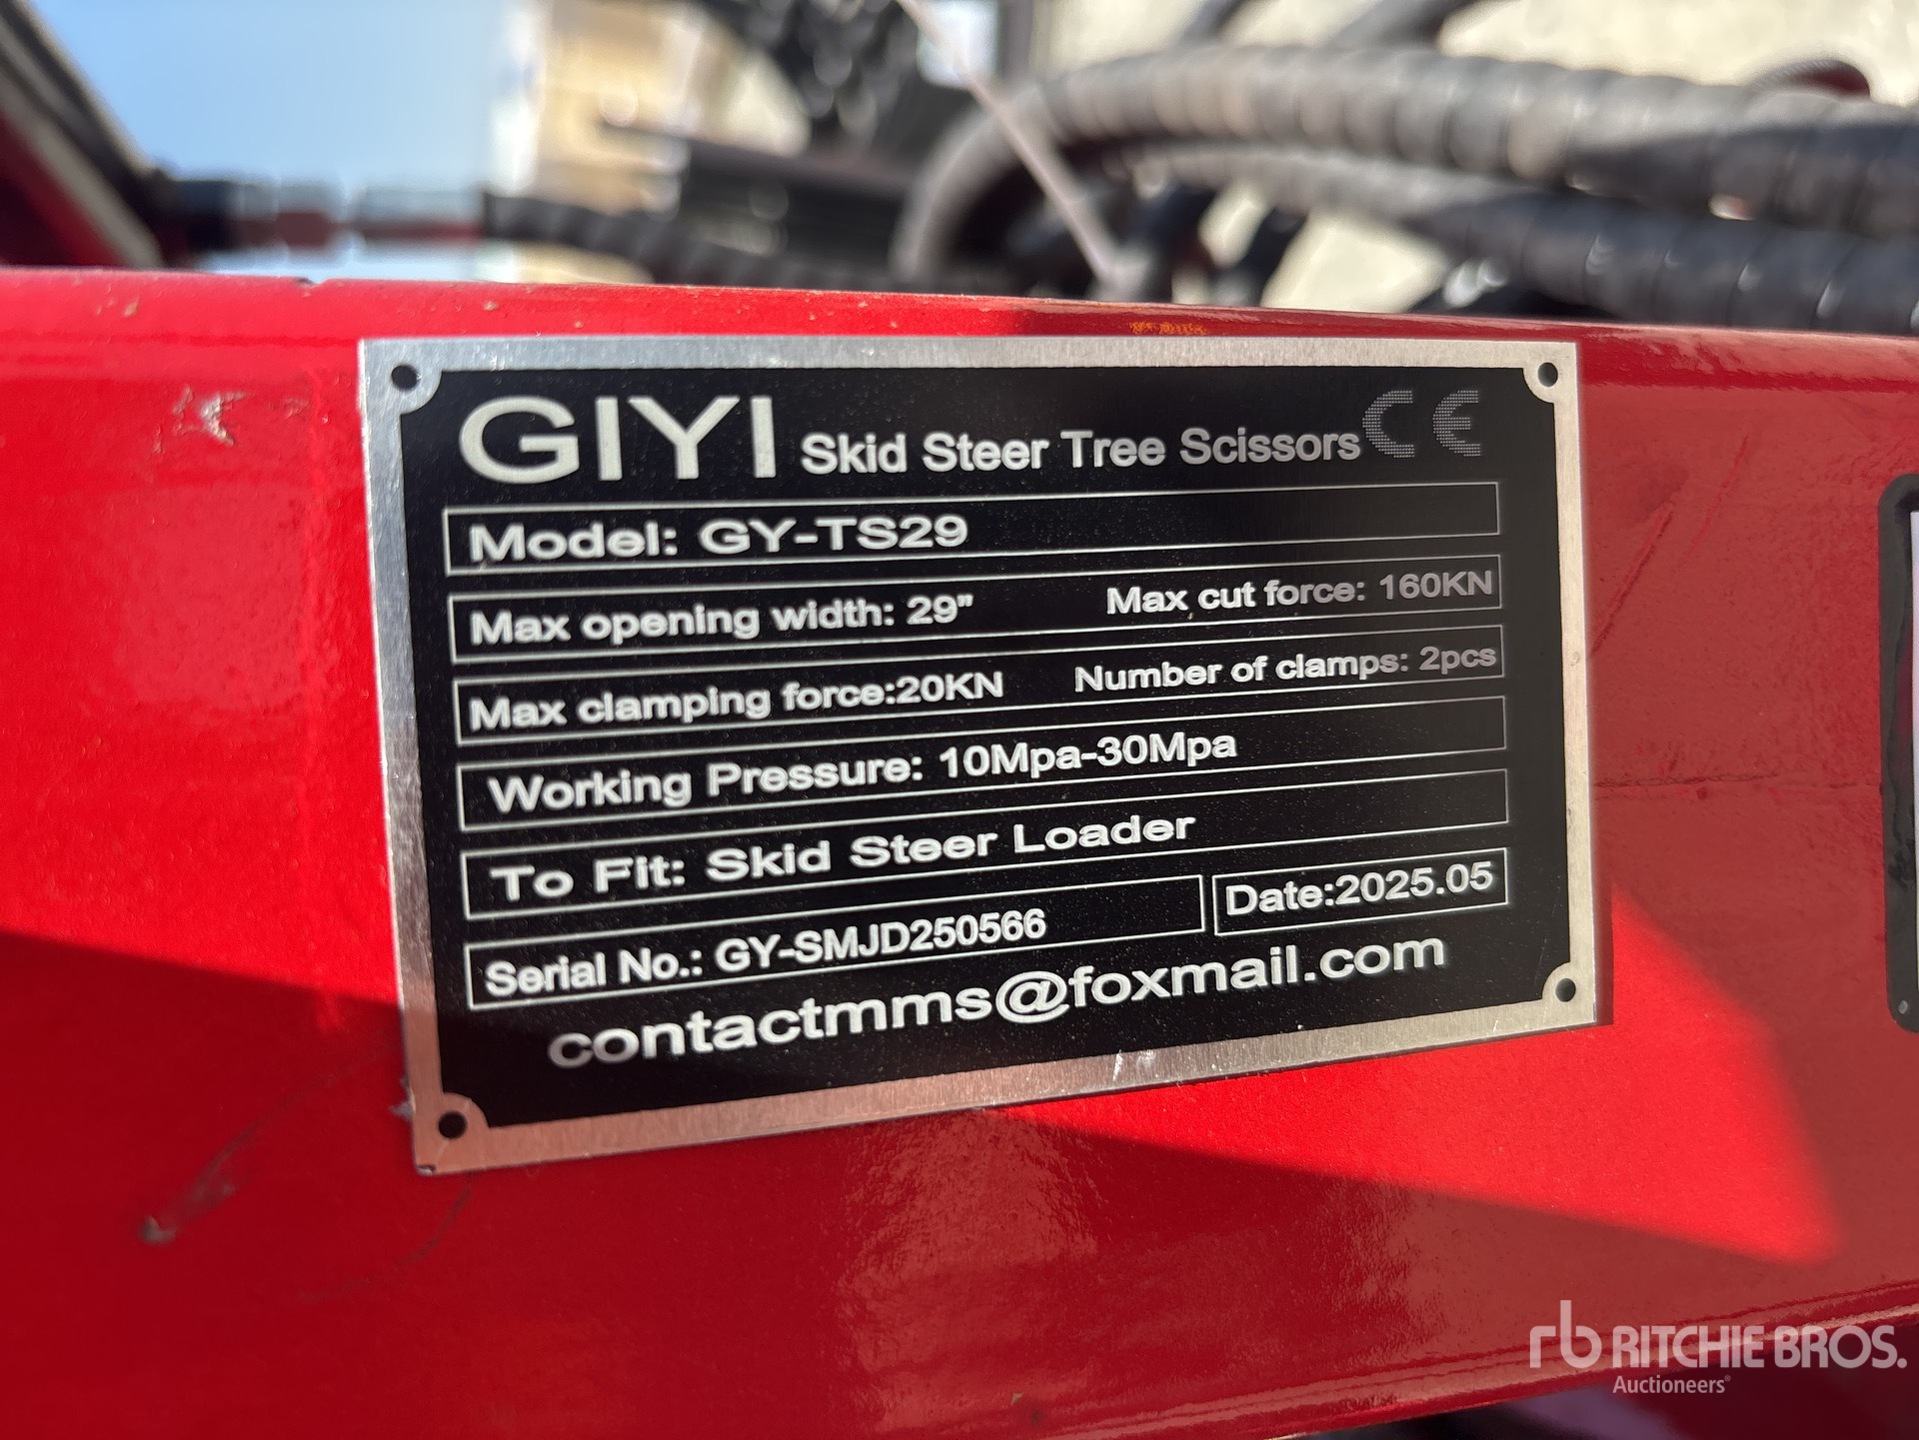 GIYI Skid Steer Tree Scissors CE
Model: GY-TS29
Max opening width: 29" Max cut force: 160KN
Max clamping force:20KN Number of clamps: 2pcs
Working Pressure: 10Mpa-30Mpa
To Fit: Skid Steer Loader
Serial No.: GY-SMJD250566 Date:2025.05
contactmms@foxmail.com
rb RITCHIE BROS.
Auctioneers®